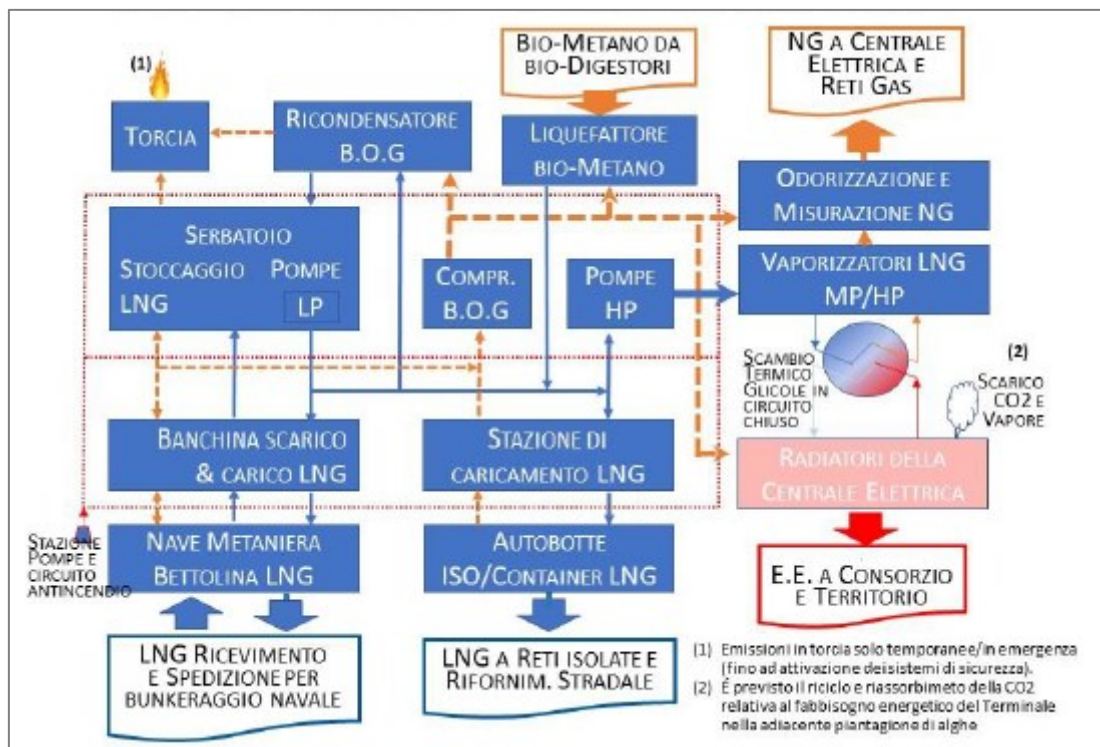 (1)
BIO-METANO DA
BIO-DIGESTORI
NG A CENTRALE
ELETTRICA E
RETI GAS
TORCIA
RICONDENSATORE
B.O.G
LIQUEFATTORE
BIO-METANO
ODORIZZAZIONE E
MISURAZIONE NG
SERBATOIO
STOCCAGGIO POMPE
LNG LP
COMPR.
B.O.G
POMPE
HP
VAPORIZZATORI LNG
MP/HP
SCAMBIO
TERMICO
GLICOLE IN
CIRCUITO
CHIUSO
(2)
SCARICO
CO2 E
VAPORE
BANCHINA SCARICO
& CARICO LNG
STAZIONE DI
CARICAMENTO LNG
RADIATORI DELLA
CENTRALE ELETTRICA
STAZIONE
POMPE E
CIRCUITO
ANTINCENDIO
NAVE METANIERA
BETTOLINA LNG
AUTOBOTTE
ISO/CONTAINER LNG
E.E. A CONSORZIO
E TERRITORIO
LNG RICEVIMENTO
E SPEDIZIONE PER
BUNKERAGGIO NAVALE
LNG A RETI ISOLATE E
RIFORNIM. STRADALE
(1) Emissioni in torcia solo temporanee/in emergenza
(fino ad attivazione dei sistemi di sicurezza).
(2) É previsto il riciclo e riassorbimeto della CO2
relativa al fabbisogno energetico del Terminale
nella adiacente piantagione di alghe